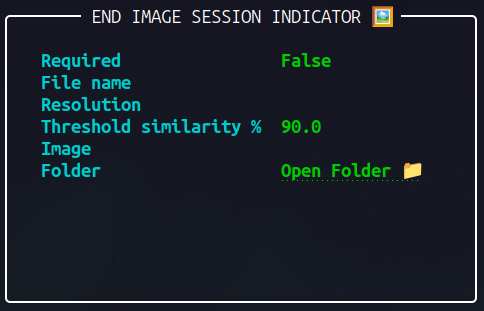 END IMAGE SESSION INDICATOR 🖼️
Required False
File name
Resolution
Threshold similarity % 90.0
Image
Folder Open Folder 📁